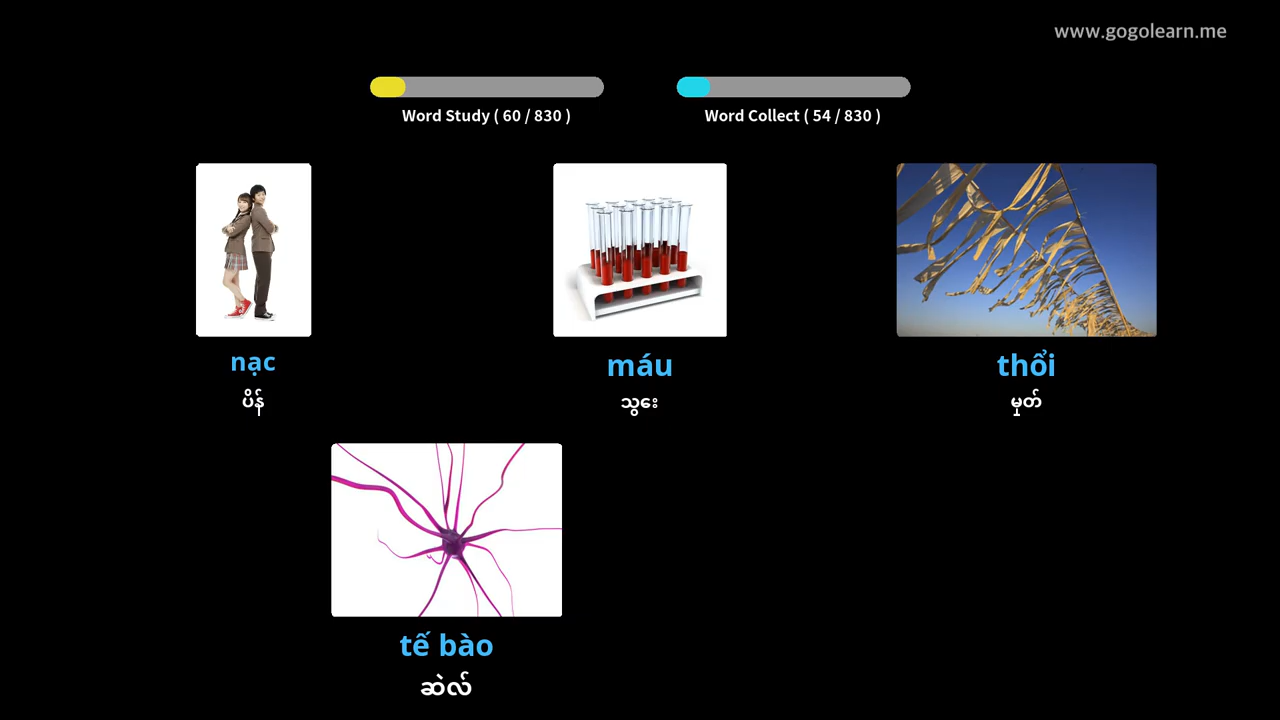 www.gogolearn.me
Word Study ( 60 / 830 )
Word Collect ( 54 / 830 )
nạc
ပိန်
máu
သွေး
thổi
မှုတ်
tế bào
ဆဲလ်